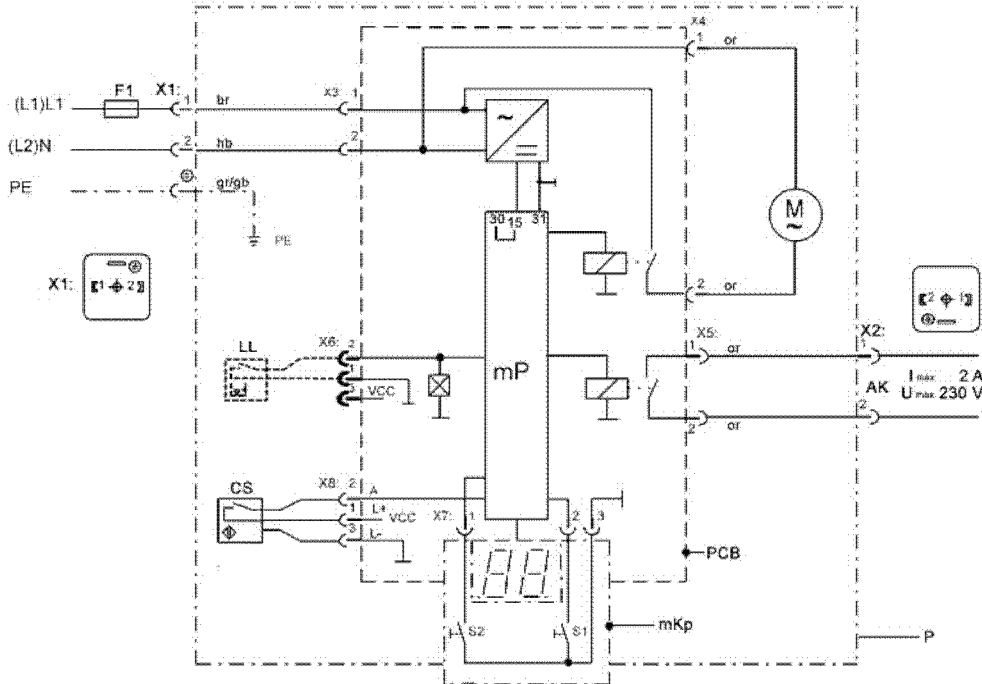 X4:
1 or
(L1)L1 F1 X1: 1 br X3: 1
(L2)N 2 hb 2
~
PE gr/gb
PE
30 15 31
M
~
X1: 1 2
2 or
2 1
X5: 1 or X2: 1
LL X6: 2
VCC
mP
AK I max 2 A
U max 230 V
2 or 2
CS X8: 2 A
1 L+ VCC
3 L-
X7: 1 2 3
PCB
88
S2 S1
mKp
P